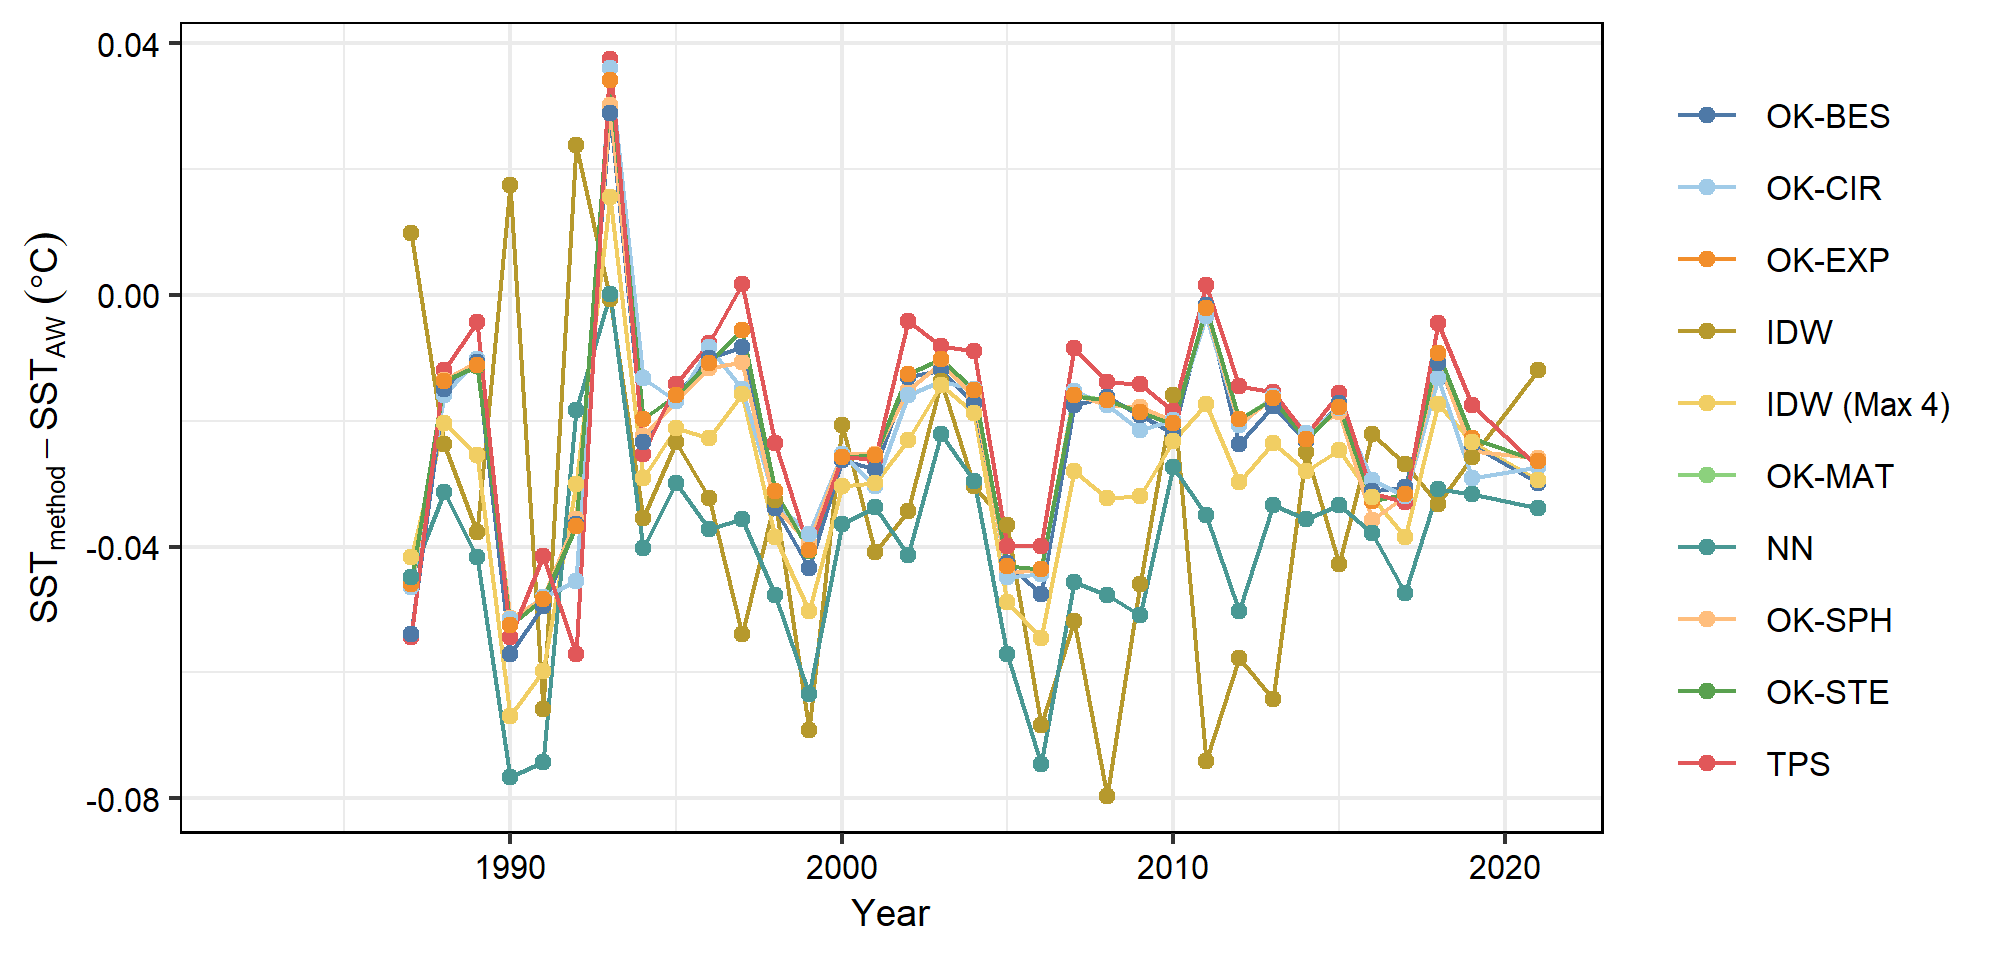 0.04
0.00
-0.04
-0.08
SSTmethod − SSTAW (°C)
1990
2000
2010
2020
Year
OK-BES
OK-CIR
OK-EXP
IDW
IDW (Max 4)
OK-MAT
NN
OK-SPH
OK-STE
TPS